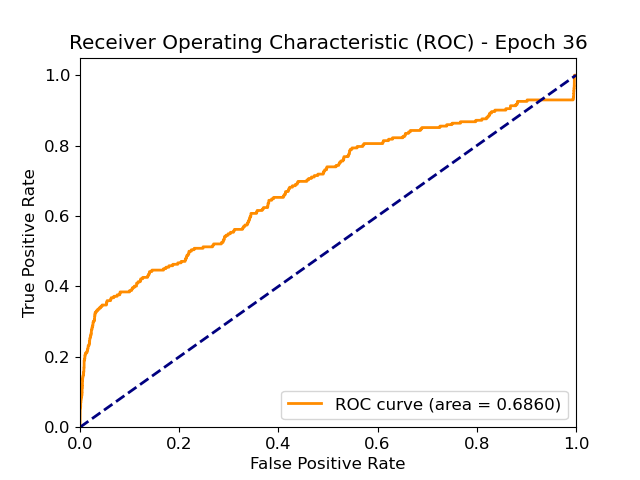 Receiver Operating Characteristic (ROC) - Epoch 36
True Positive Rate
1.0
0.8
0.6
0.4
0.2
0.0
ROC curve (area = 0.6860)
0.0 0.2 0.4 0.6 0.8 1.0
False Positive Rate